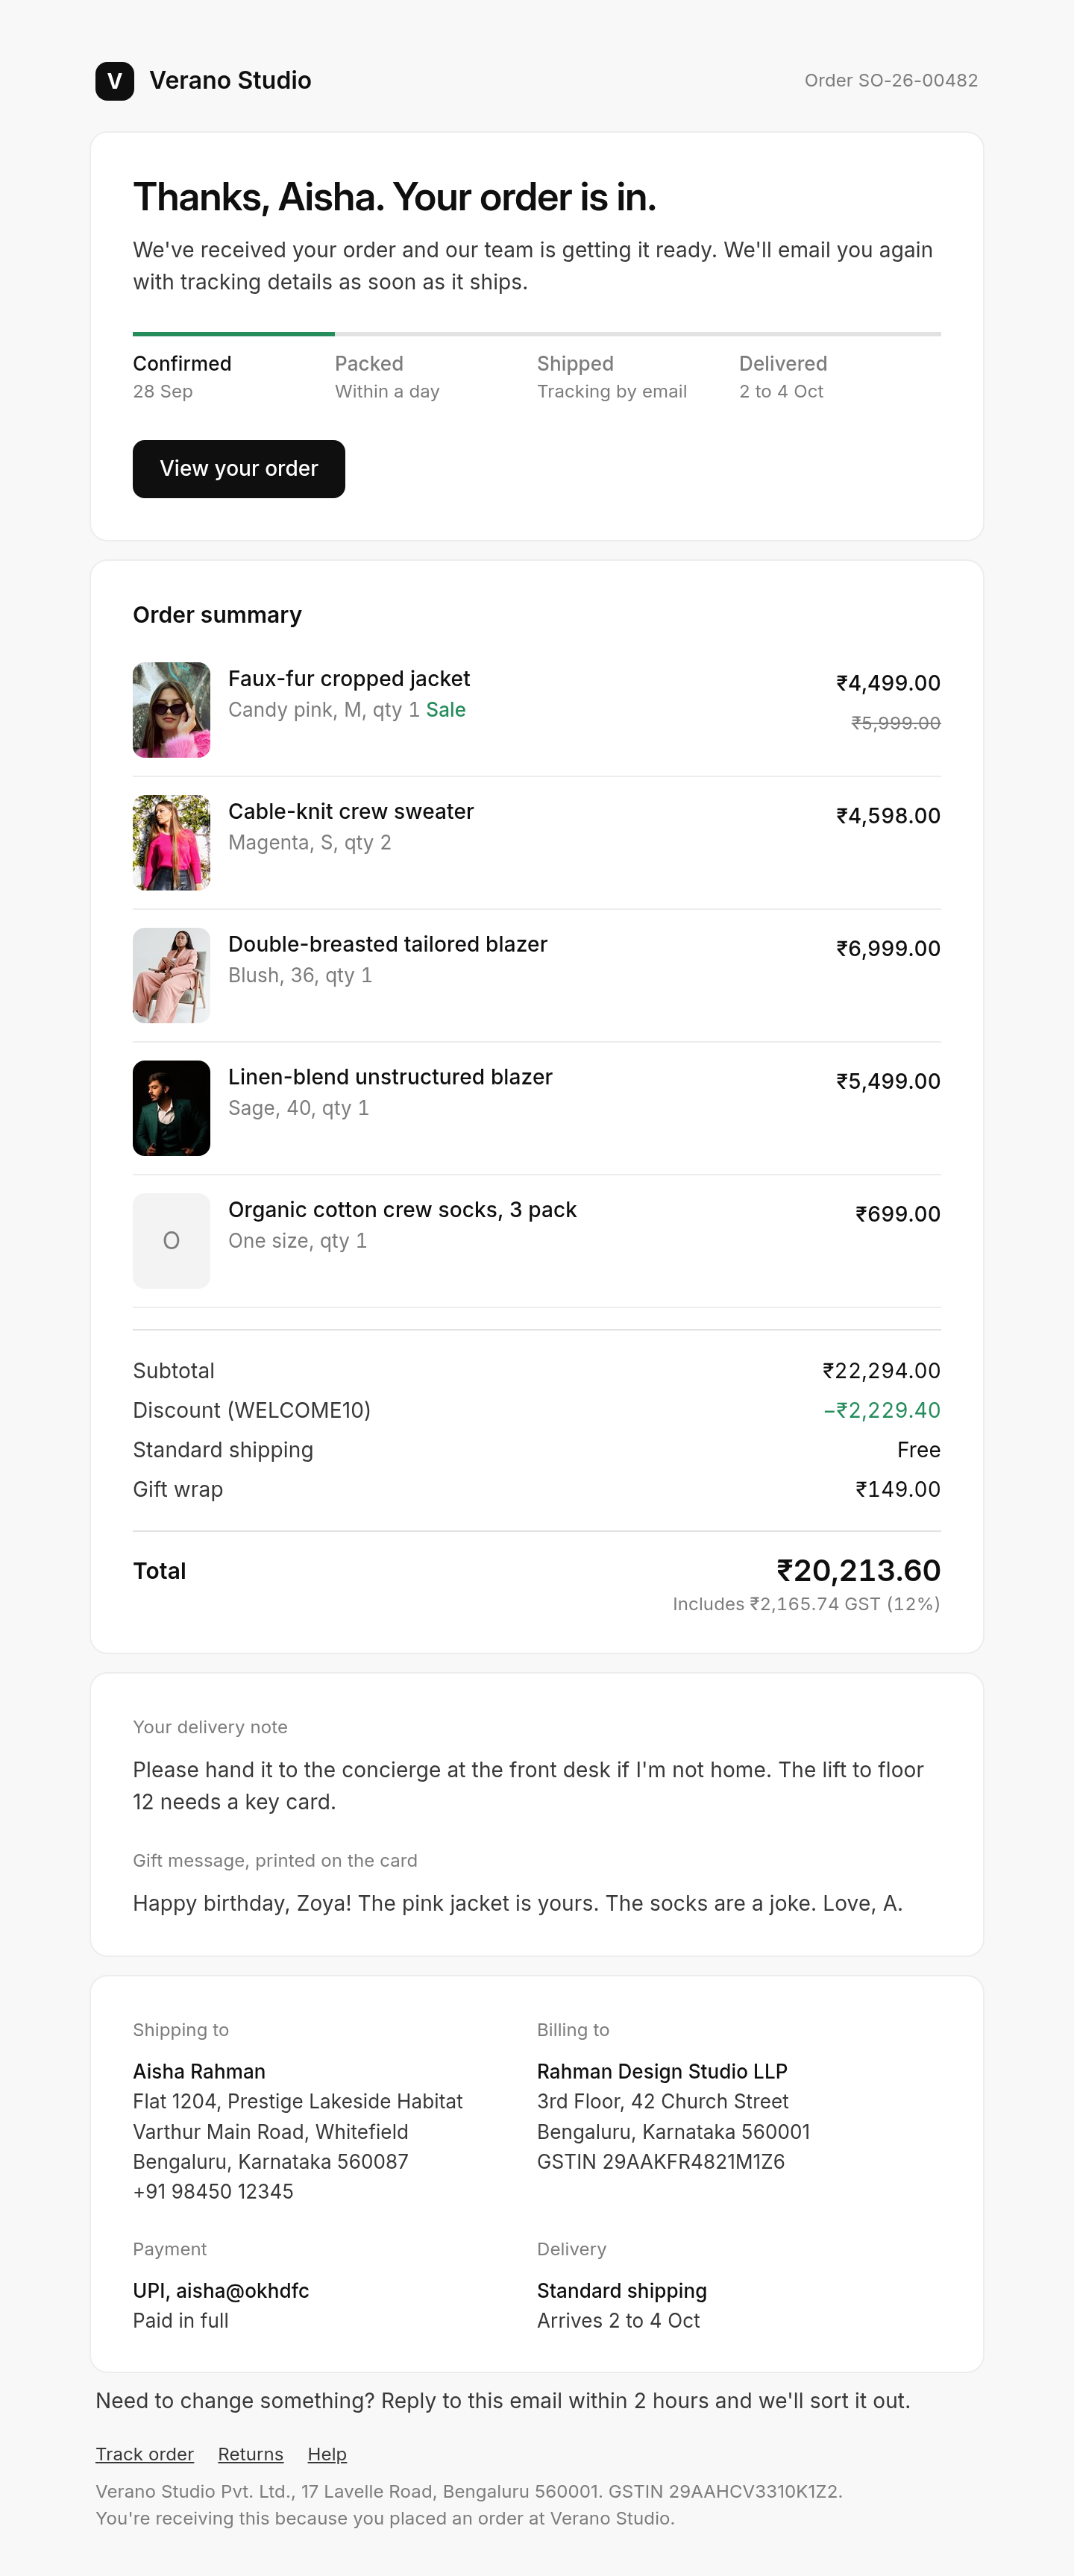 V Verano Studio
Order SO-26-00482
Thanks, Aisha. Your order is in.
We've received your order and our team is getting it ready. We'll email you again
with tracking details as soon as it ships.
Confirmed
28 Sep
Packed
Within a day
Shipped
Tracking by email
Delivered
2 to 4 Oct
View your order
Order summary
Faux-fur cropped jacket
₹4,499.00
Candy pink, M, qty 1 Sale
₹5,999.00
Cable-knit crew sweater
₹4,598.00
Magenta, S, qty 2
Double-breasted tailored blazer
₹6,999.00
Blush, 36, qty 1
Linen-blend unstructured blazer
₹5,499.00
Sage, 40, qty 1
O
Organic cotton crew socks, 3 pack
₹699.00
One size, qty 1
Subtotal ₹22,294.00
Discount (WELCOME10) −₹2,229.40
Standard shipping Free
Gift wrap ₹149.00
Total ₹20,213.60
Includes ₹2,165.74 GST (12%)
Your delivery note
Please hand it to the concierge at the front desk if I'm not home. The lift to floor
12 needs a key card.
Gift message, printed on the card
Happy birthday, Zoya! The pink jacket is yours. The socks are a joke. Love, A.
Shipping to
Aisha Rahman
Flat 1204, Prestige Lakeside Habitat
Varthur Main Road, Whitefield
Bengaluru, Karnataka 560087
+91 98450 12345
Billing to
Rahman Design Studio LLP
3rd Floor, 42 Church Street
Bengaluru, Karnataka 560001
GSTIN 29AAKFR4821M1Z6
Payment
UPI, aisha@okhdfc
Paid in full
Delivery
Standard shipping
Arrives 2 to 4 Oct
Need to change something? Reply to this email within 2 hours and we'll sort it out.
Track order Returns Help
Verano Studio Pvt. Ltd., 17 Lavelle Road, Bengaluru 560001. GSTIN 29AAHCV3310K1Z2.
You're receiving this because you placed an order at Verano Studio.